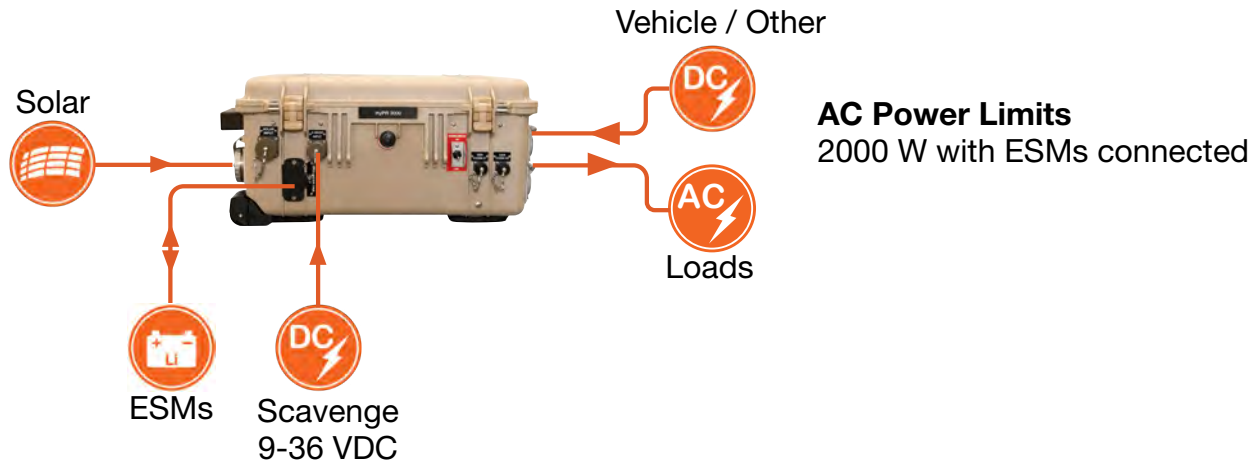 Vehicle / Other
DC
Solar
AC Power Limits
2000 W with ESMs connected
AC
Loads
+ -
Li
DC
ESMs
Scavenge
9-36 VDC